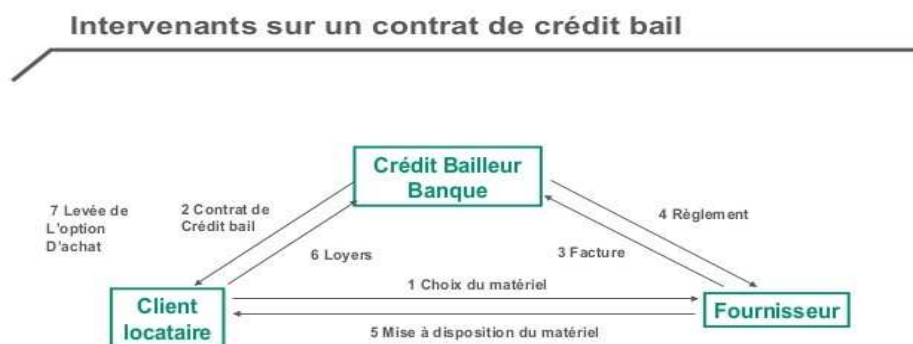 Intervenants sur un contrat de crédit bail
Crédit Bailleur
Banque
7 Levée de
L'option
D'achat
2 Contrat de
Crédit bail
4 Règlement
6 Loyers
3 Facture
1 Choix du matériel
Client
locataire
Fournisseur
5 Mise à disposition du matériel